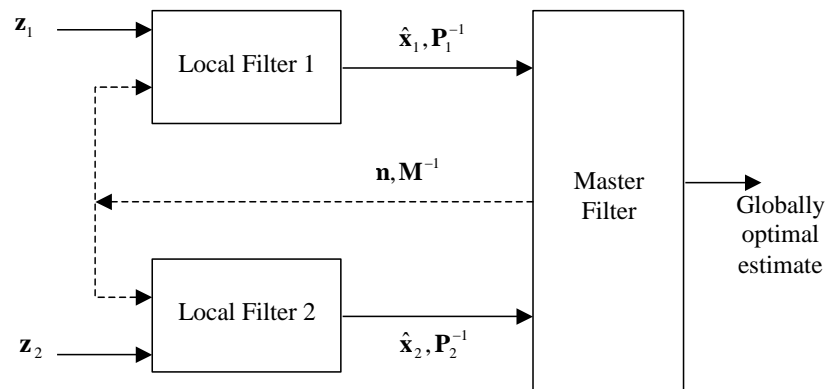 z₁
Local Filter 1
x̂₁, P₁⁻¹
n, M⁻¹
Master
Filter
Globally
optimal
estimate
Local Filter 2
z₂
x̂₂, P₂⁻¹